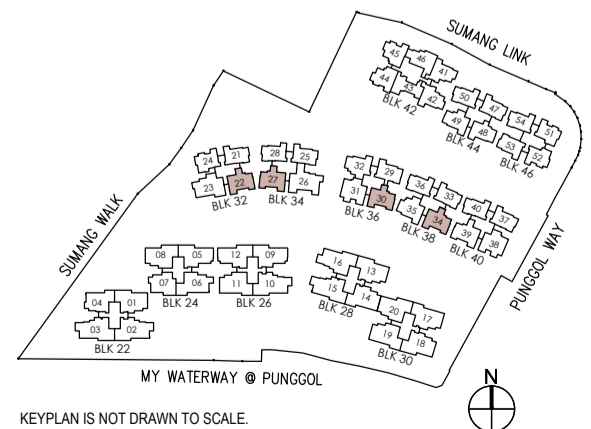 SUMANG LINK
45 46 41
44 43 42
BLK 42
50 47
49 48
BLK 44
54 51
53 52
BLK 46
24 21
23 22
BLK 32
28 25
27 26
BLK 34
32 29
31 30
BLK 36
36 33
35 34
BLK 38
40 37
39 38
BLK 40
SUMANG WALK
PUNGGOL WAY
08 05
07 06
BLK 24
12 09
11 10
BLK 26
16 13
15 14
BLK 28
20 17
19 18
BLK 30
04 01
03 02
BLK 22
MY WATERWAY @ PUNGGOL
N
KEYPLAN IS NOT DRAWN TO SCALE.